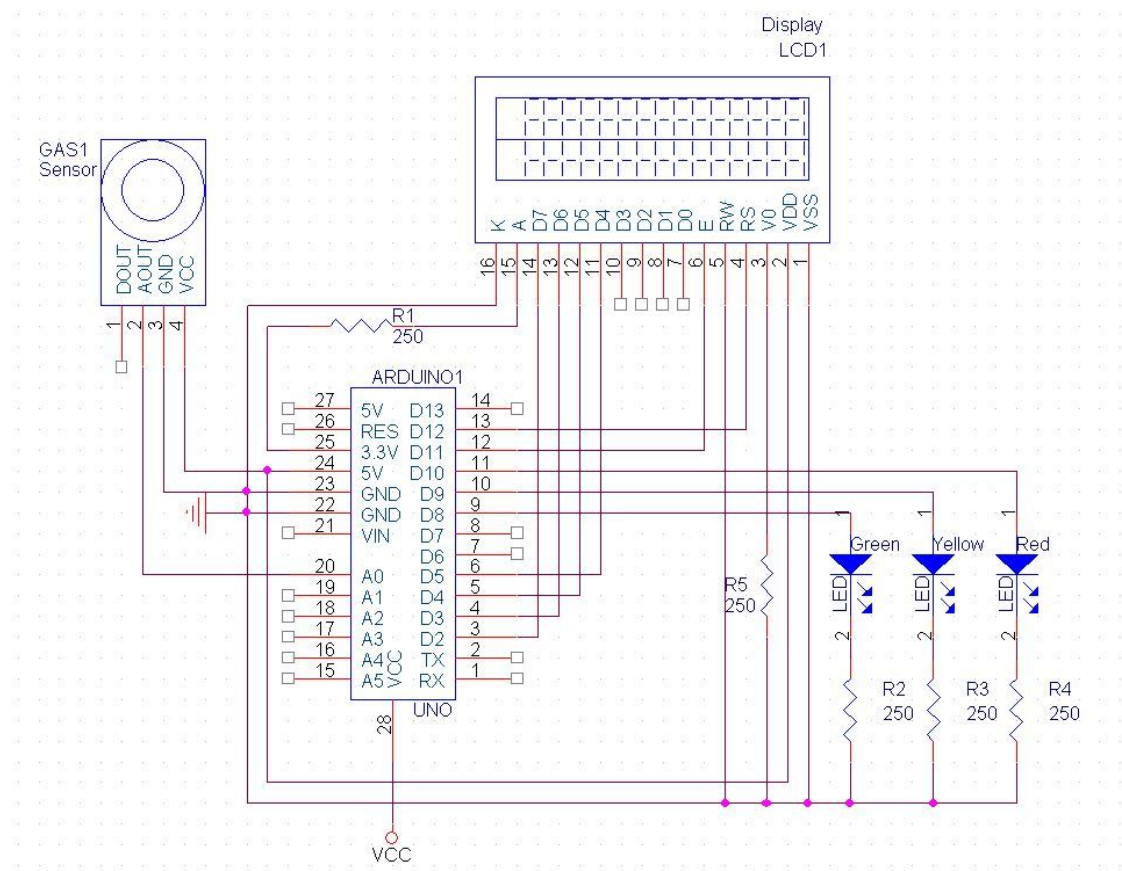 Display
LCD1
GAS1
Sensor
DOUT
AOUT
GND
VCC
1
2
3
4
K
A
D7
D6
D5
D4
D3
D2
D1
D0
E
RW
RS
V0
VDD
VSS
16
15
14
13
12
11
10
9
8
7
6
5
4
3
2
1
R1
250
ARDUINO1
27 5V D13 14
26 RES D12 13
25 3.3V D11 12
24 5V D10 11
23 GND D9 10
22 GND D8 9
21 VIN D7 8
D6 7
20 A0 D5 6
19 A1 D4 5
18 A2 D3 4
17 A3 D2 3
16 A4 TX 2
15 A5 RX 1
VCC
UNO
28
VCC
R5
250
1
Green
LED
2
1
Yellow
LED
2
1
Red
LED
2
R2
250
R3
250
R4
250